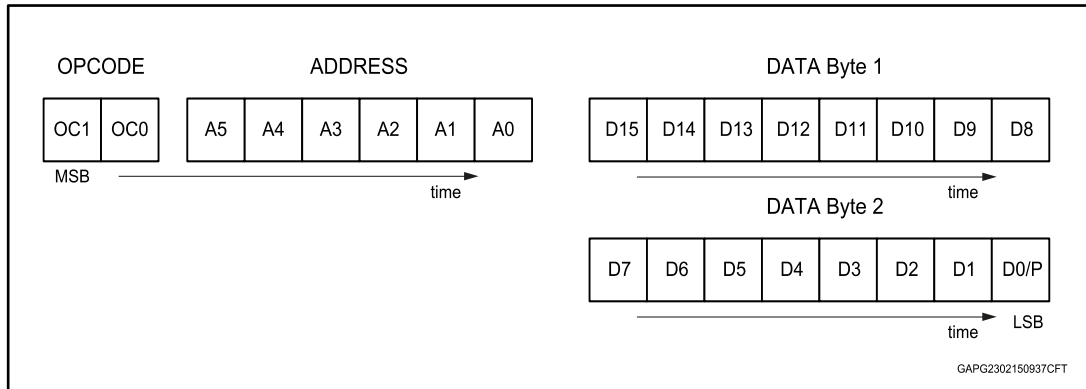 OPCODE ADDRESS DATA Byte 1
OC1 OC0 A5 A4 A3 A2 A1 A0 D15 D14 D13 D12 D11 D10 D9 D8
MSB
time time
DATA Byte 2
D7 D6 D5 D4 D3 D2 D1 D0/P
time LSB
GAPG2302150937CFT